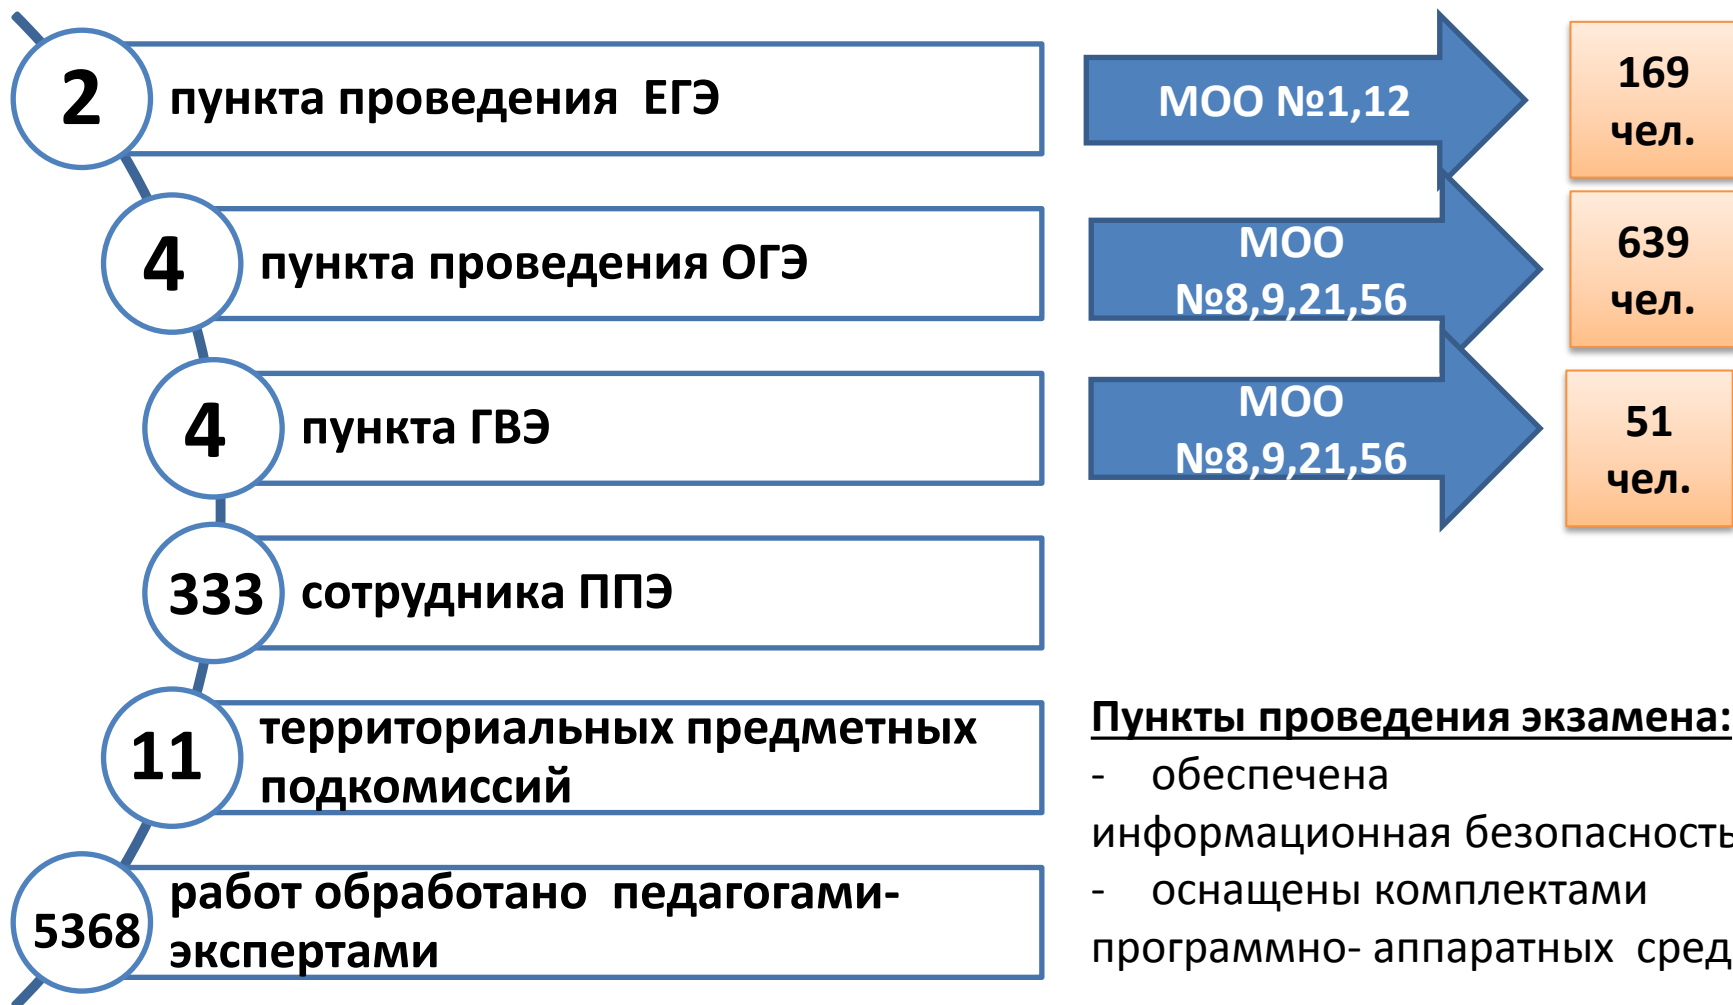 2
пункта проведения ЕГЭ
МОО №1,12
169
чел.
4
пункта проведения ОГЭ
МОО
№8,9,21,56
639
чел.
4
пункта ГВЭ
МОО
№8,9,21,56
51
чел.
333
сотрудника ППЭ
11
территориальных предметных
подкомиссий
5368
работ обработано педагогами-
экспертами
Пункты проведения экзамена:
- обеспечена
информационная безопасность
- оснащены комплектами
программно- аппаратных сред